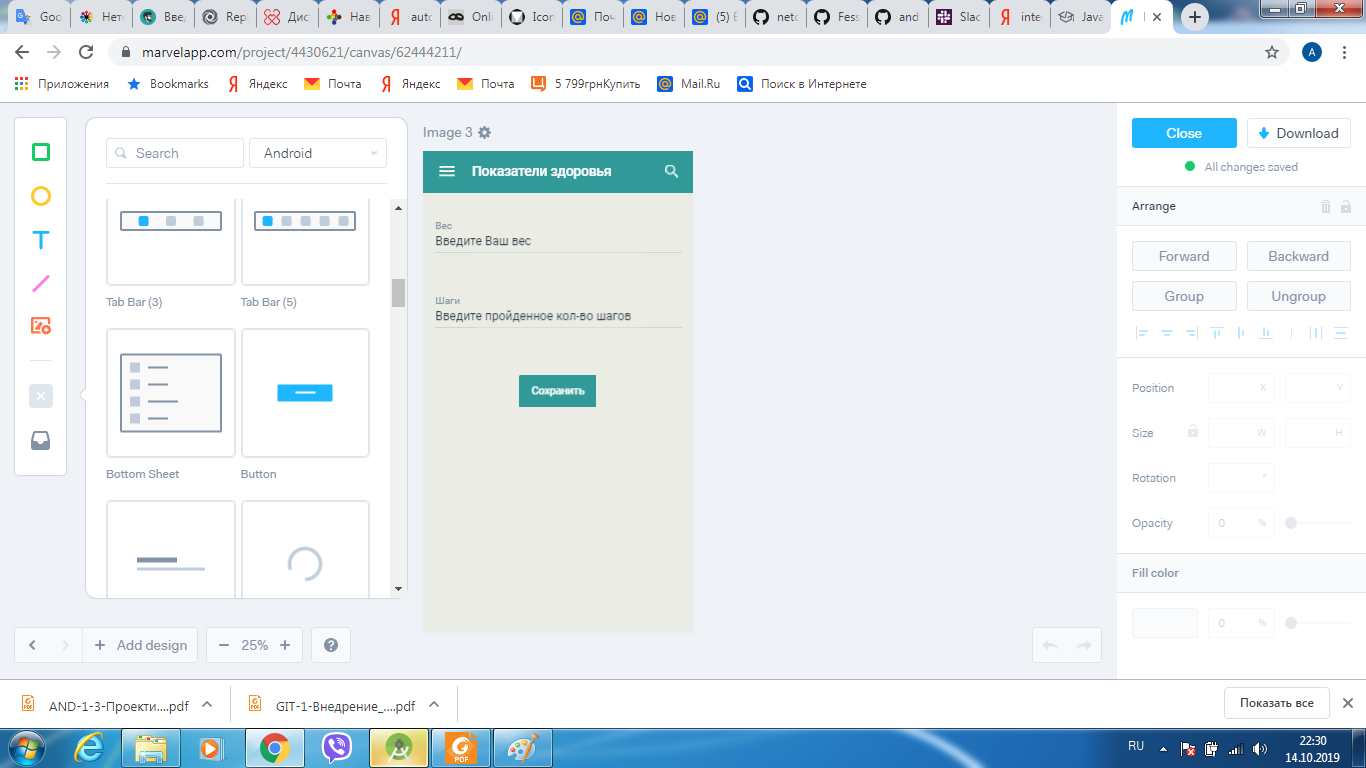 Goo
Нето
Вве
Rep
Дис
Нав
auto
Onli
Icor
Поч
Нов
(5) В
neto
Fess
and
Slac
inte
Java
marvelapp.com/project/4430621/canvas/62444211/
A
Приложения
Bookmarks
Яндекс
Почта
Яндекс
Почта
5 799грнКупить
Mail.Ru
Поиск в Интернете
Search
Android
Tab Bar (3)
Tab Bar (5)
Bottom Sheet
Button
Image 3
Показатели здоровья
Вес
Введите Ваш вес
Шаги
Введите пройденное кол-во шагов
Сохранить
Close
Download
All changes saved
Arrange
Forward
Backward
Group
Ungroup
Position
X
Y
Size
W
H
Rotation
°
Opacity
0 %
Fill color
0 %
Add design
25%
?
AND-1-3-Проекти....pdf
GIT-1-Внедрение_....pdf
Показать все
PDF
RU
22:30
14.10.2019